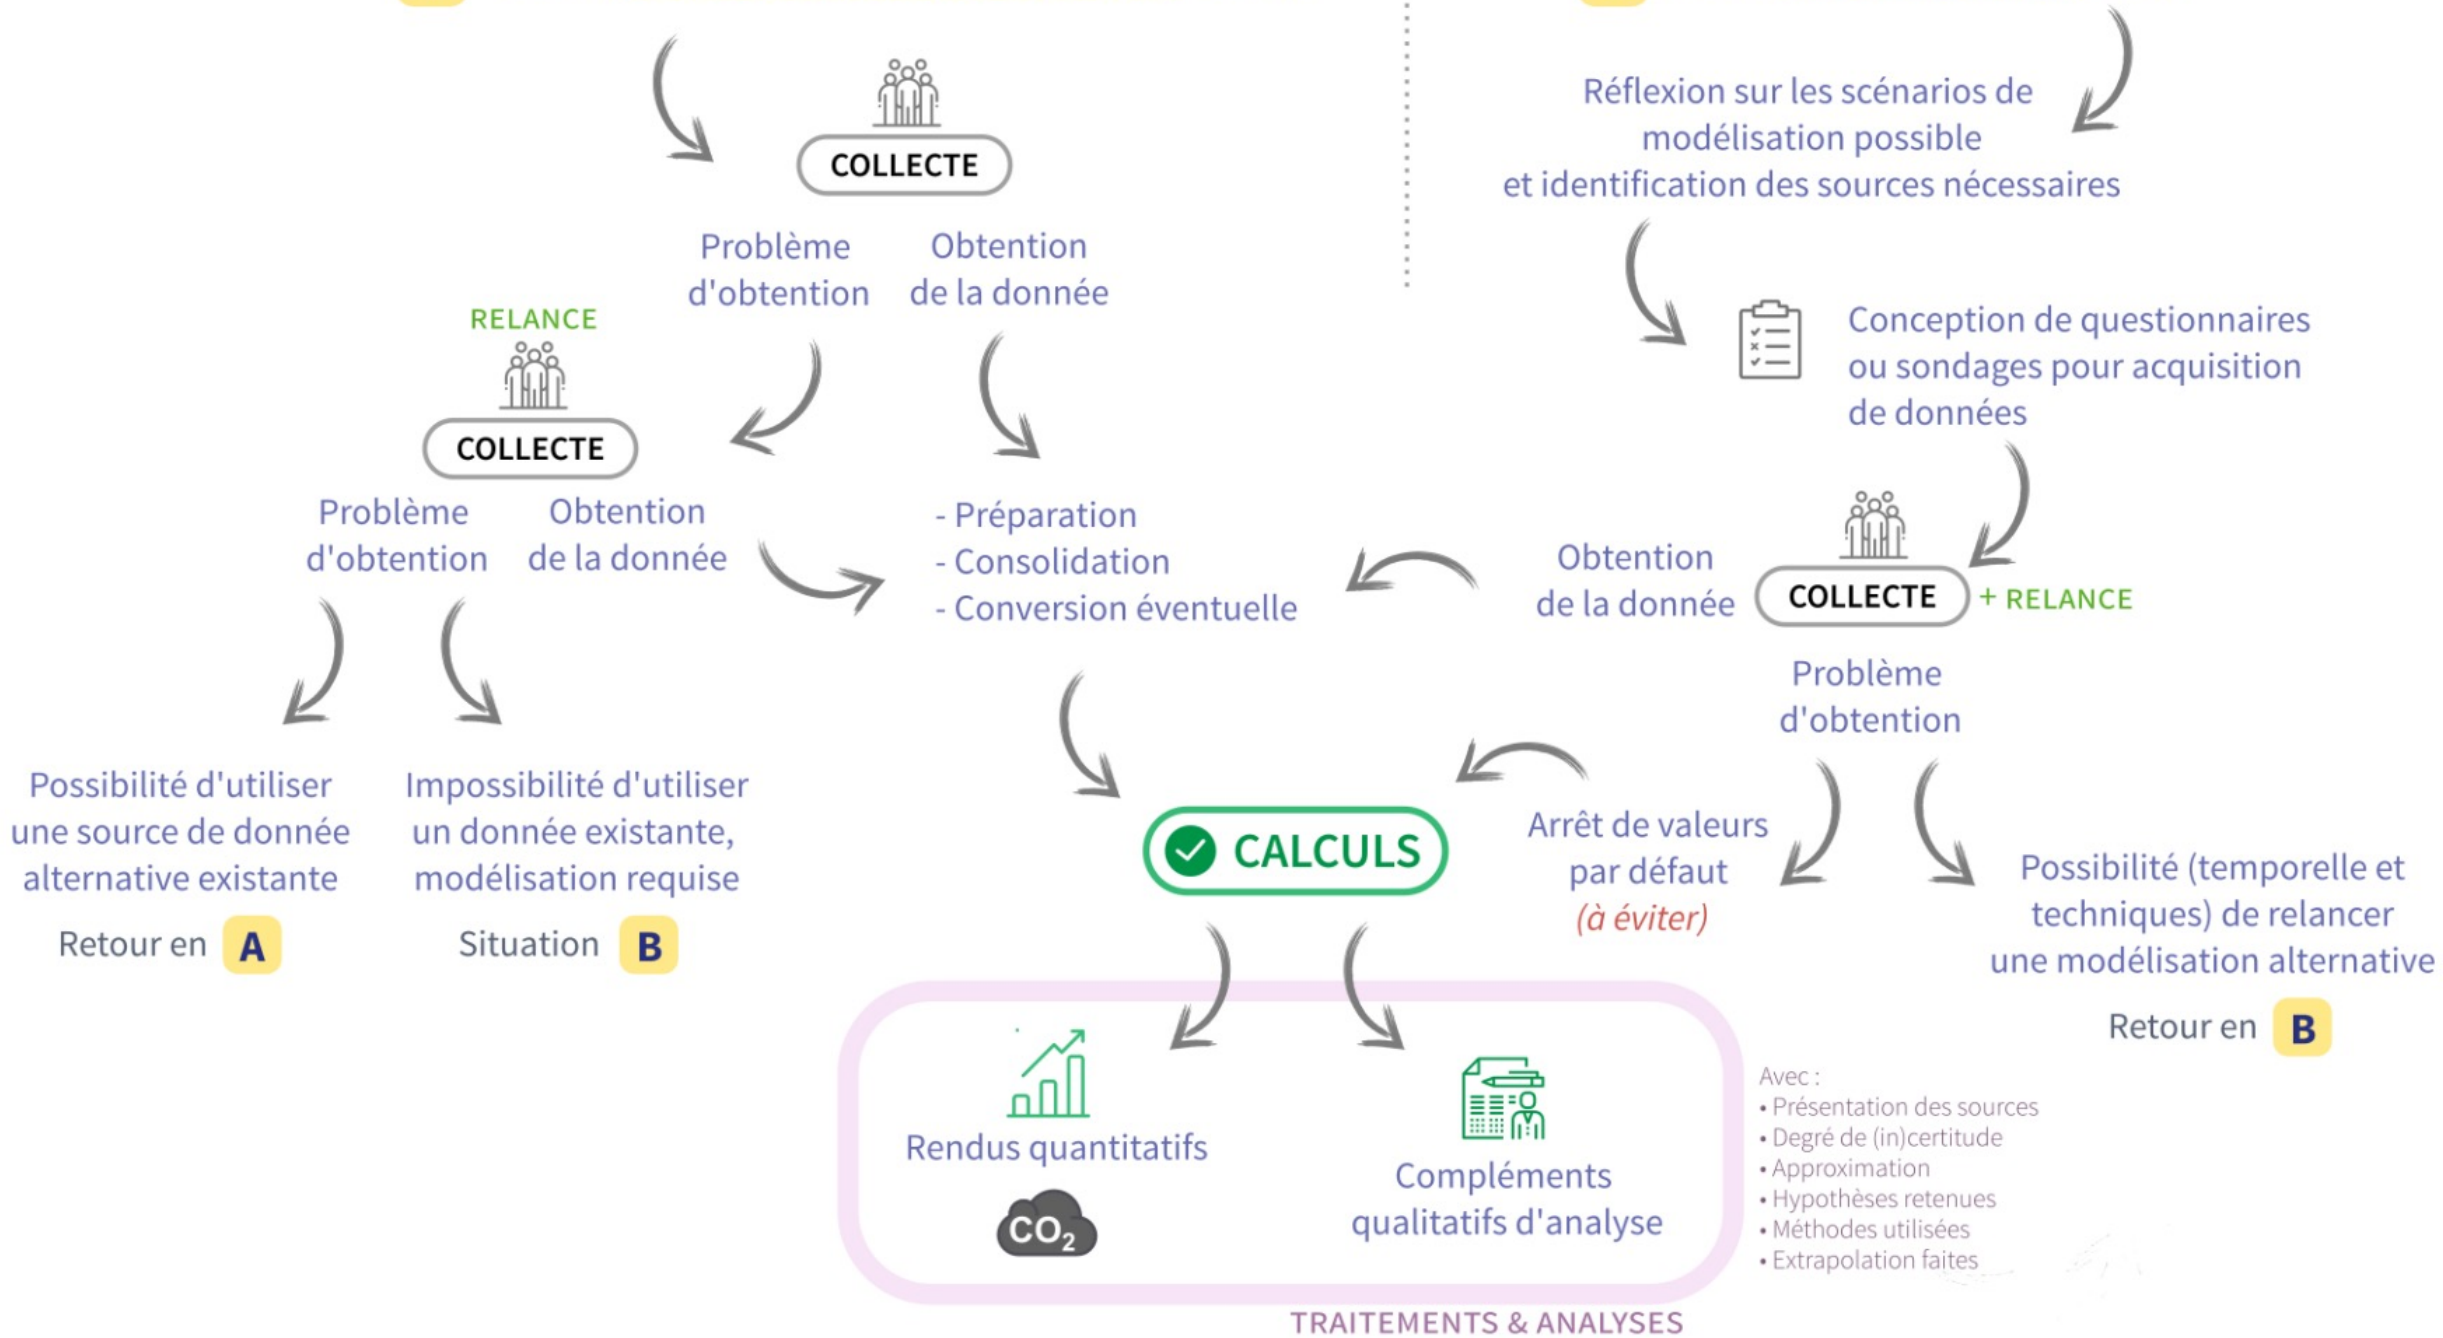 COLLECTE
Problème
d'obtention
Obtention
de la donnée
RELANCE
COLLECTE
Problème
d'obtention
Obtention
de la donnée
Possibilité d'utiliser
une source de donnée
alternative existante
Retour en A
Impossibilité d'utiliser
un donnée existante,
modélisation requise
Situation B
- Préparation
- Consolidation
- Conversion éventuelle
Réflexion sur les scénarios de
modélisation possible
et identification des sources nécessaires
Conception de questionnaires
ou sondages pour acquisition
de données
COLLECTE + RELANCE
Obtention
de la donnée
Problème
d'obtention
Arrêt de valeurs
par défaut
(à éviter)
Possibilité (temporelle et
techniques) de relancer
une modélisation alternative
Retour en B
CALCULS
Rendus quantitatifs
CO2
Compléments
qualitatifs d'analyse
Avec :
• Présentation des sources
• Degré de (in)certitude
• Approximation
• Hypothèses retenues
• Méthodes utilisées
• Extrapolation faites
TRAITEMENTS & ANALYSES